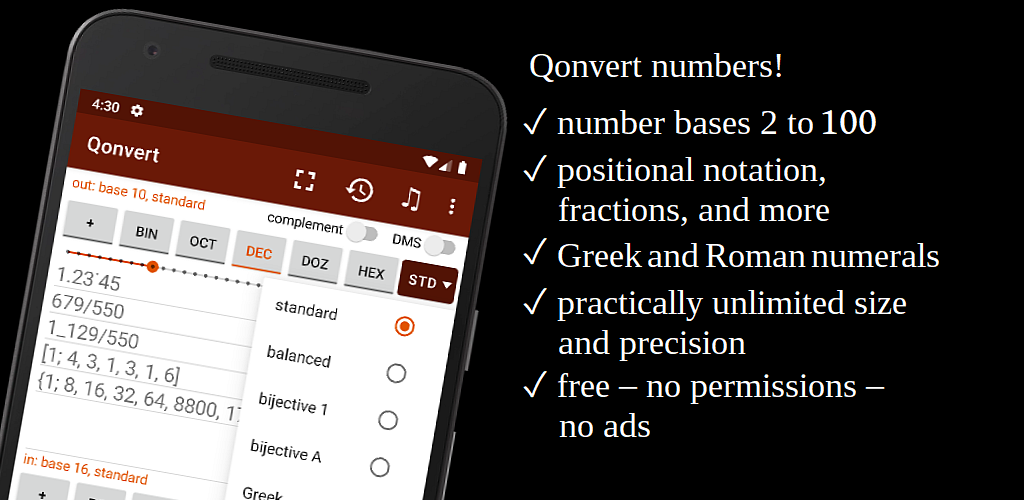 4:30
Qonvert
out: base 10, standard
complement
DMS
+
BIN
OCT
DEC
DOZ
HEX
STD
1.23˙45
679/550
1_129/550
[1; 4, 3, 1, 3, 1, 6]
{1; 8, 16, 32, 64, 8800,
standard
balanced
bijective 1
bijective A
Greek
in: base 16, standard
+
Qonvert numbers!
✓ number bases 2 to 100
✓ positional notation,
fractions, and more
✓ Greek and Roman numerals
✓ practically unlimited size
and precision
✓ free – no permissions –
no ads